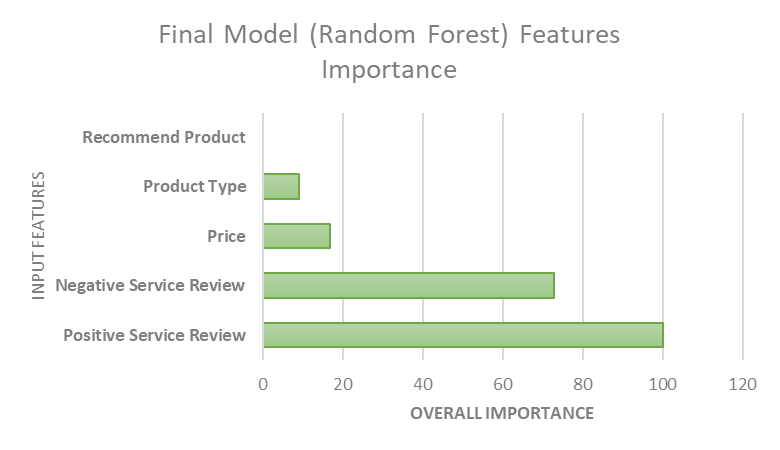 Final Model (Random Forest) Features
Importance
INPUT FEATURES
Recommend Product
Product Type
Price
Negative Service Review
Positive Service Review
0 20 40 60 80 100 120
OVERALL IMPORTANCE